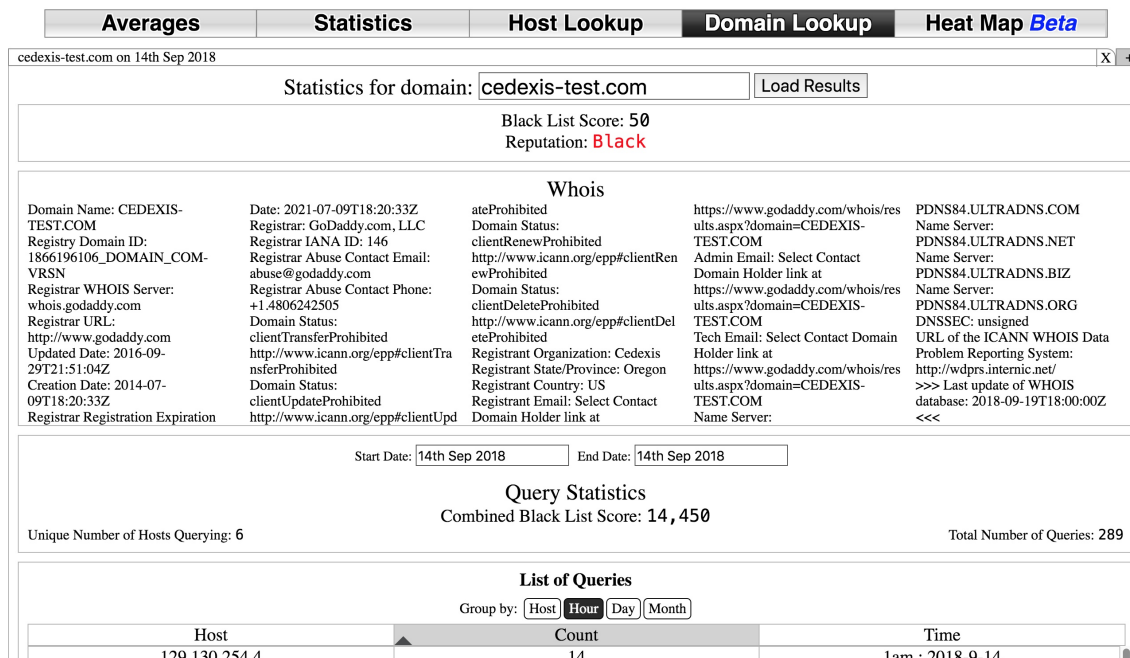 Averages Statistics Host Lookup Domain Lookup Heat Map Beta
cedexis-test.com on 14th Sep 2018 X +
Statistics for domain: cedexis-test.com Load Results
Black List Score: 50
Reputation: Black
Whois
Domain Name: CEDEXIS-
TEST.COM
Registry Domain ID:
1866196106_DOMAIN_COM-
VRSN
Registrar WHOIS Server:
whois.godaddy.com
Registrar URL:
http://www.godaddy.com
Updated Date: 2016-09-
29T21:51:04Z
Creation Date: 2014-07-
09T18:20:33Z
Registrar Registration Expiration
Date: 2021-07-09T18:20:33Z
Registrar: GoDaddy.com, LLC
Registrar IANA ID: 146
Registrar Abuse Contact Email:
abuse@godaddy.com
Registrar Abuse Contact Phone:
+1.4806242505
Domain Status:
clientTransferProhibited
http://www.icann.org/epp#clientTra
nsferProhibited
Domain Status:
clientUpdateProhibited
http://www.icann.org/epp#clientUpd
ateProhibited
Domain Status:
clientRenewProhibited
http://www.icann.org/epp#clientRen
ewProhibited
Domain Status:
clientDeleteProhibited
http://www.icann.org/epp#clientDel
eteProhibited
Registrant Organization: Cedexis
Registrant State/Province: Oregon
Registrant Country: US
Registrant Email: Select Contact
Domain Holder link at
https://www.godaddy.com/whois/res
ults.aspx?domain=CEDEXIS-
TEST.COM
Admin Email: Select Contact
Domain Holder link at
https://www.godaddy.com/whois/res
ults.aspx?domain=CEDEXIS-
TEST.COM
Tech Email: Select Contact Domain
Holder link at
https://www.godaddy.com/whois/res
ults.aspx?domain=CEDEXIS-
TEST.COM
Name Server:
PDNS84.ULTRADNS.COM
Name Server:
PDNS84.ULTRADNS.NET
Name Server:
PDNS84.ULTRADNS.BIZ
Name Server:
PDNS84.ULTRADNS.ORG
DNSSEC: unsigned
URL of the ICANN WHOIS Data
Problem Reporting System:
http://wdprs.internic.net/
>>> Last update of WHOIS
database: 2018-09-19T18:00:00Z
<<<
Start Date: 14th Sep 2018 End Date: 14th Sep 2018
Query Statistics
Combined Black List Score: 14,450
Unique Number of Hosts Querying: 6 Total Number of Queries: 289
List of Queries
Group by: Host Hour Day Month
Host Count Time
129.130.254.4 14 1am : 2018-9-14